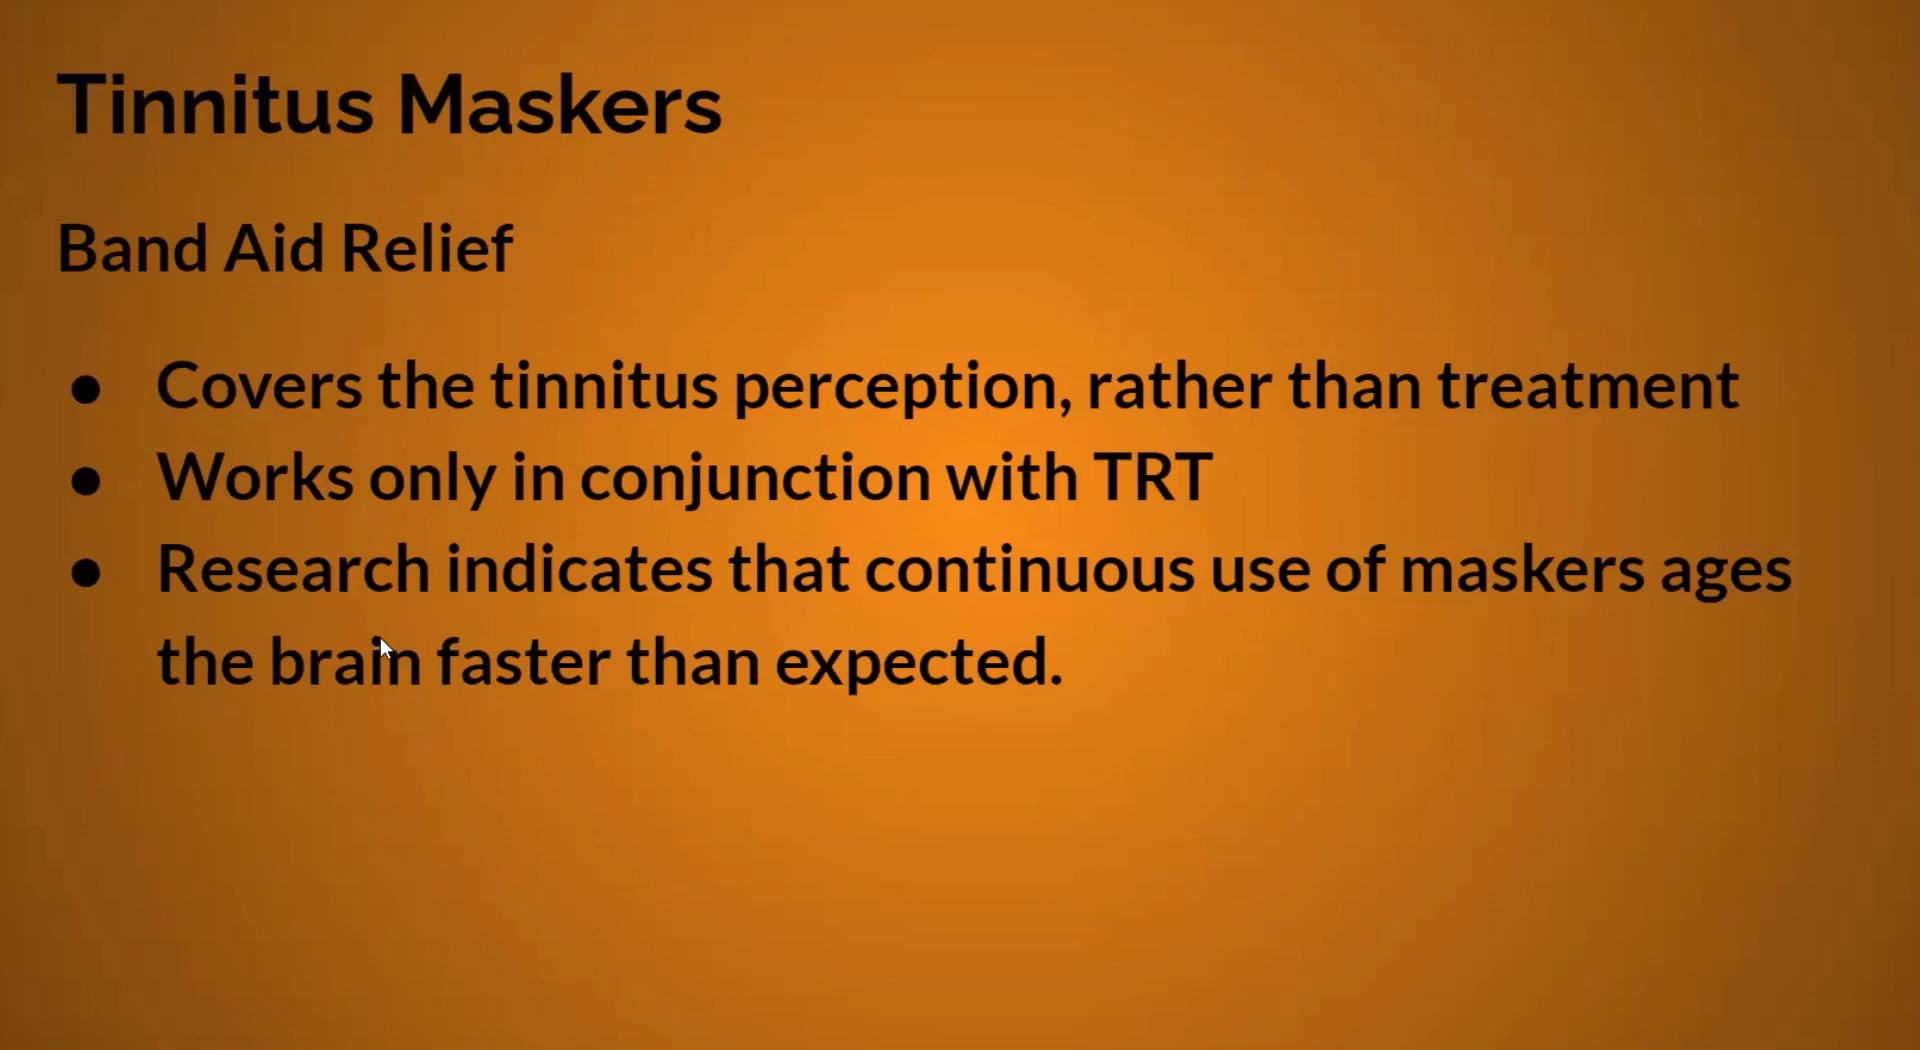 Tinnitus Maskers
Band Aid Relief
● Covers the tinnitus perception, rather than treatment
● Works only in conjunction with TRT
● Research indicates that continuous use of maskers ages
the brain faster than expected.